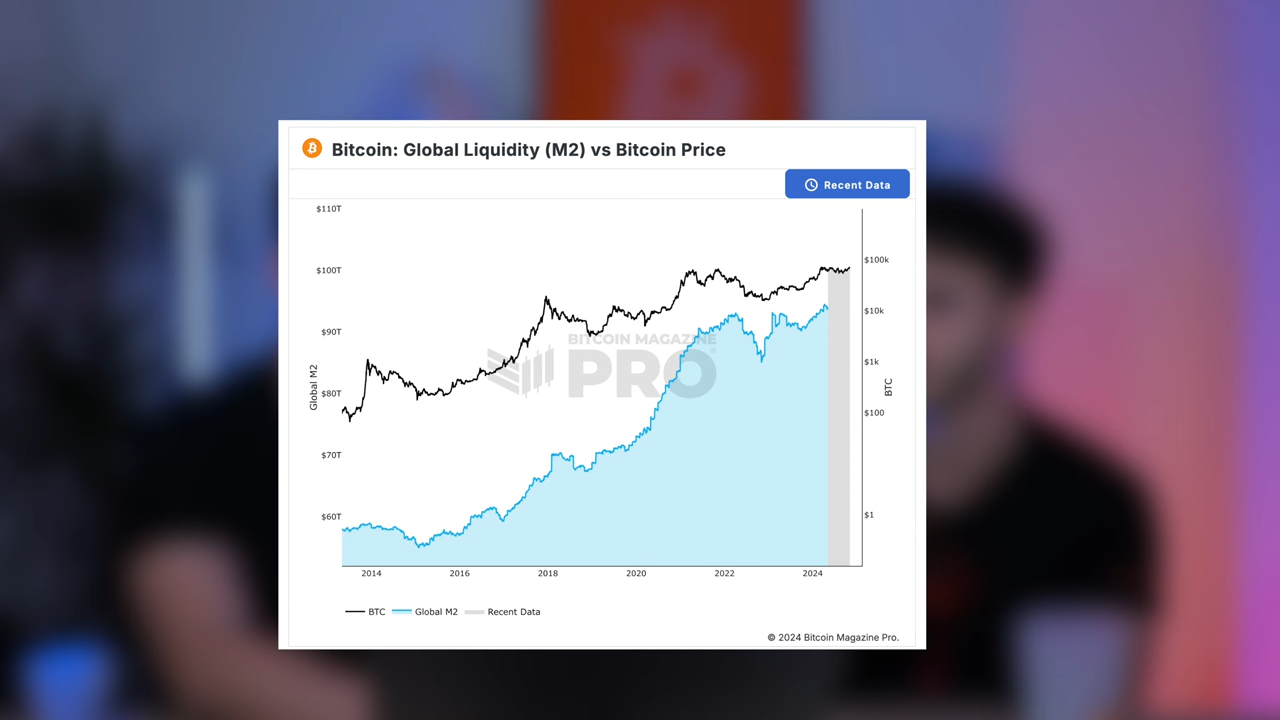 Bitcoin: Global Liquidity (M2) vs Bitcoin Price
Recent Data
$110T
$100T
$90T
$80T
$70T
$60T
Global M2
BITCOIN MAGAZINE
PRO
$100k
$10k
$1k
$100
$1
BTC
2014 2016 2018 2020 2022 2024
BTC Global M2 Recent Data
© 2024 Bitcoin Magazine Pro.